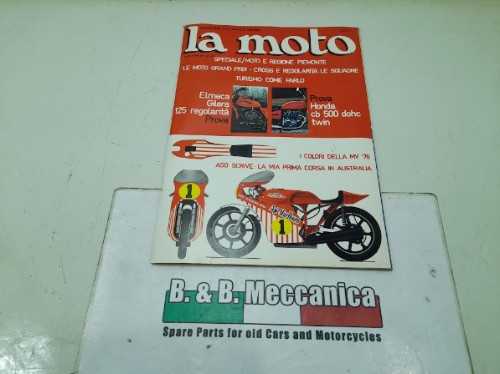 la moto
SPECIALE/MOTO E REGIONE PIEMONTE
LE MOTO GRAND PRIX - CROSS E REGOLARITÀ LE SQUADRE
TURISMO COME FARLO
Elmeca
Gilera
125 regolarità
Prova
Prova
Honda
cb 500 dohc
twin
I COLORI DELLA MV '76
AGO SCRIVE: LA MIA PRIMA CORSA IN AUSTRALIA
1
1
B. & B. Meccanica
Spare Parts for old Cars and Motorcycles